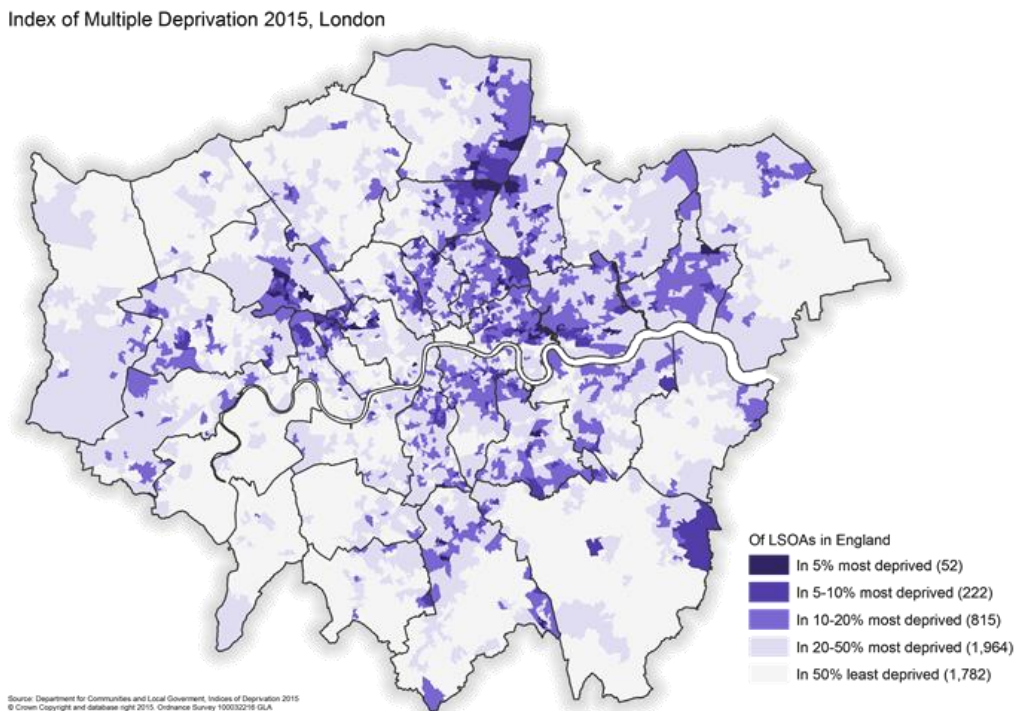 Index of Multiple Deprivation 2015, London
Of LSOAs in England
In 5% most deprived (52)
In 5-10% most deprived (222)
In 10-20% most deprived (815)
In 20-50% most deprived (1,964)
In 50% least deprived (1,782)
Source: Department for Communities and Local Goverment, Indices of Deprivation 2015
© Crown Copyright and database right 2015. Ordnance Survey 100032216 GLA